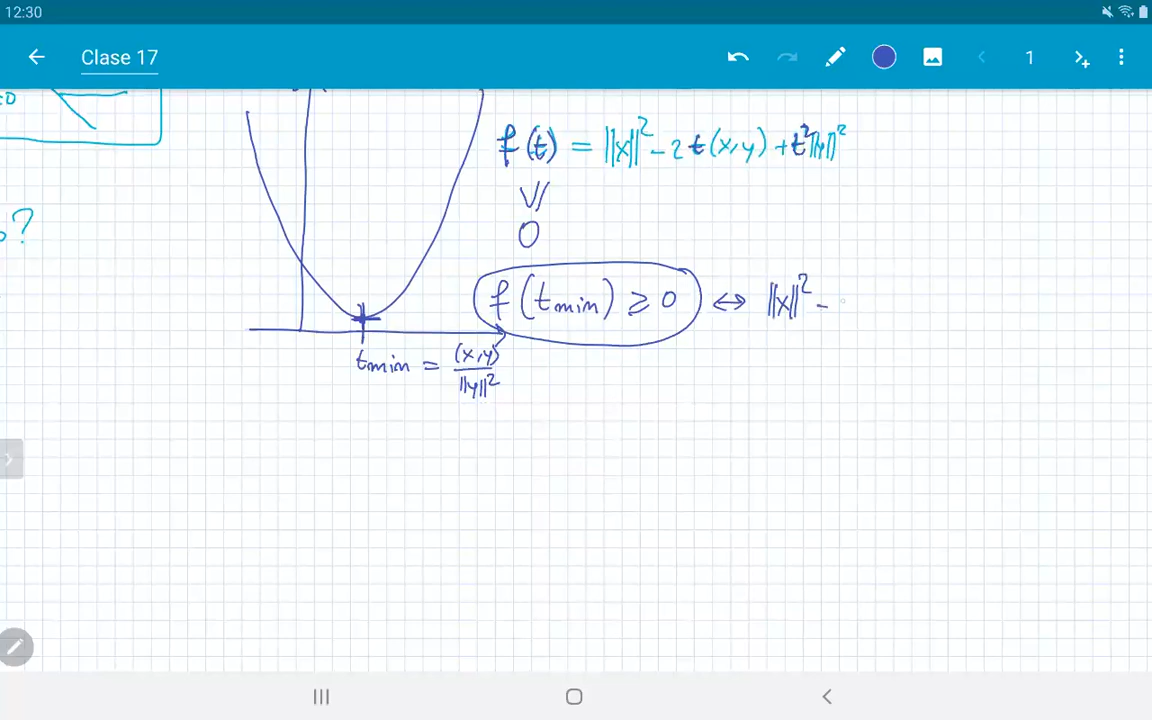 12:30
Clase 17
1
f(t) = ||x||² - 2t(x,y) + t²||y||²
0
?
f(tmin) ≥ 0 ↔ ||x||² -
tmin = (x,y)/||y||²